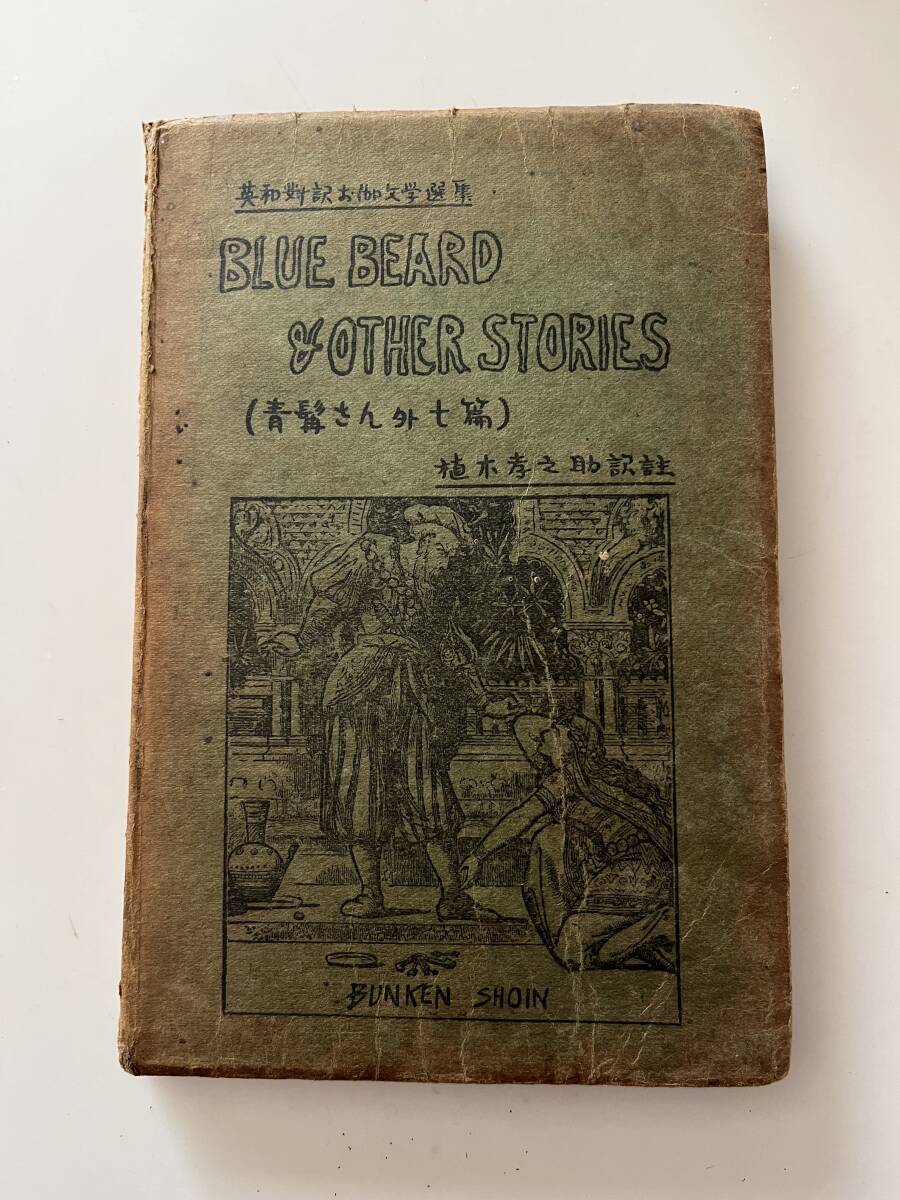 英和對訳お伽文学選集
BLUE BEARD
& OTHER STORIES
(青髯さん外七篇)
植木孝之助訳註
BUNKEN SHOIN